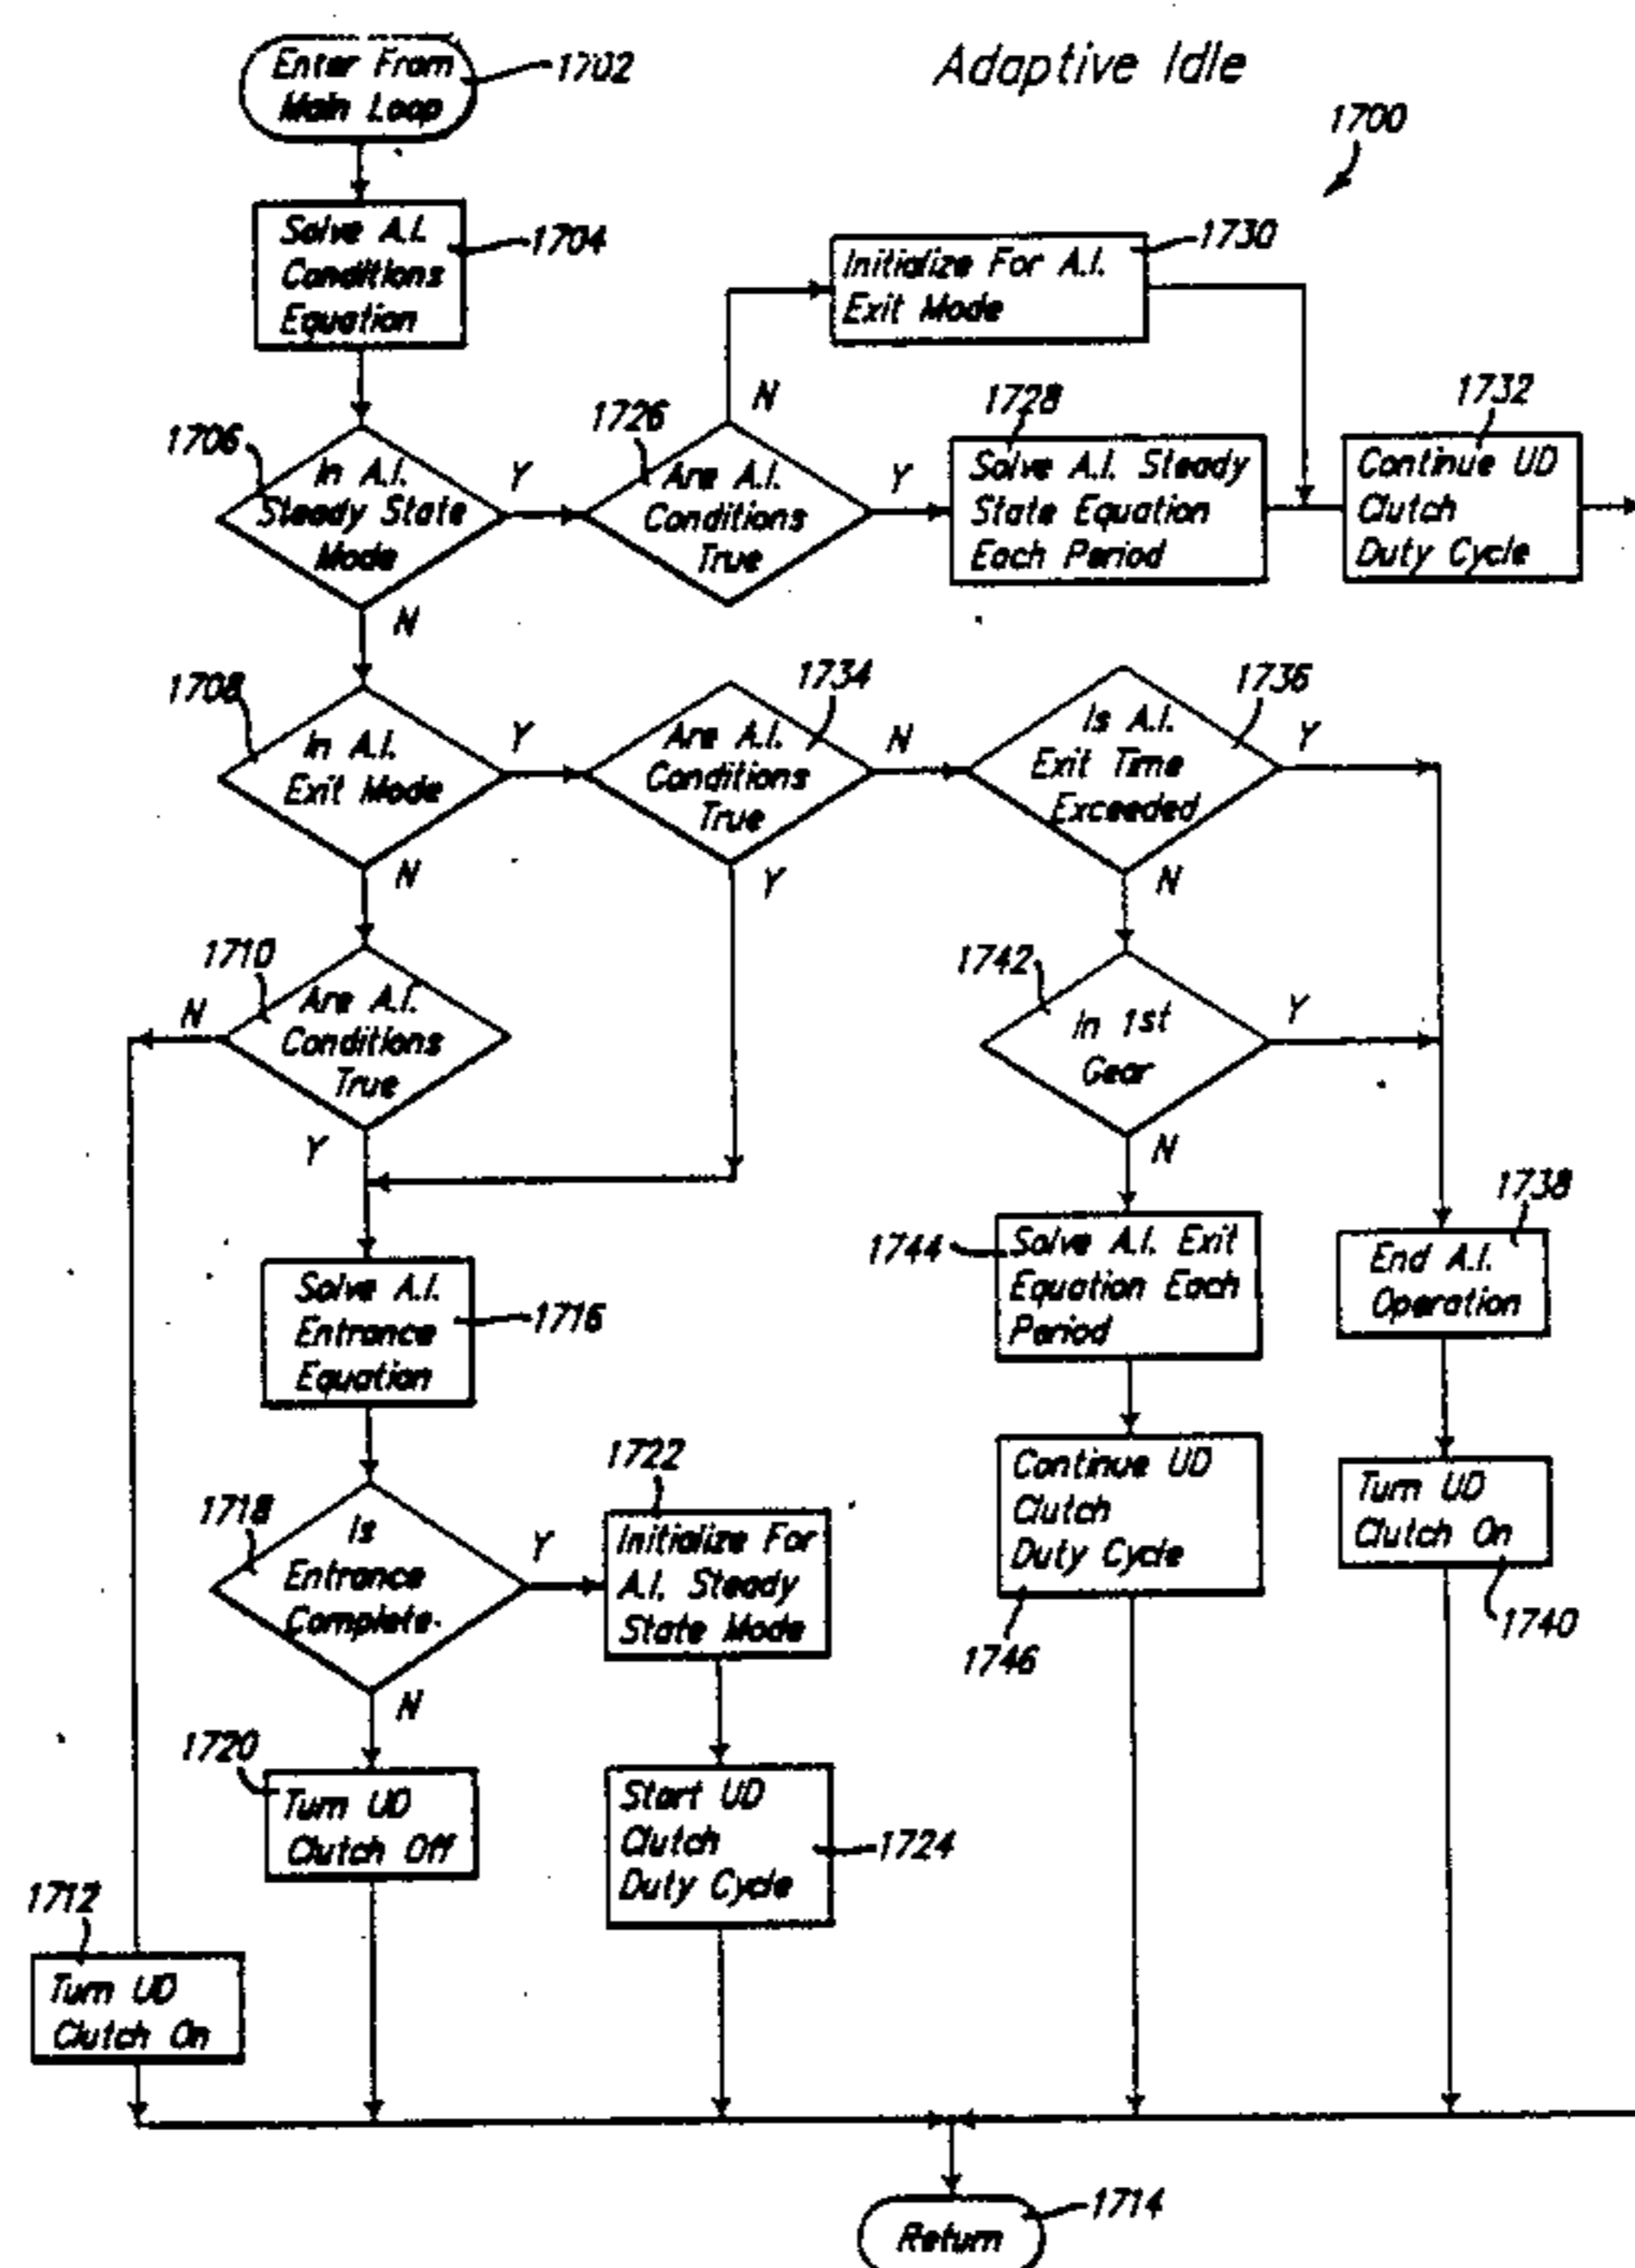 Adaptive Idle
1700
Enter From
Main Loop
1702
Solve A.I.
Conditions
Equation
1704
Initialize For A.I.
Exit Mode
1730
1706
In A.I.
Steady State
Mode
Y
N
1726
Are A.I.
Conditions
True
N
Y
1728
Solve A.I. Steady
State Equation
Each Period
1732
Continue UD
Clutch
Duty Cycle
1708
In A.I.
Exit Mode
Y
N
1734
Are A.I.
Conditions
True
N
Y
1736
Is A.I.
Exit Time
Exceeded
Y
N
1710
Are A.I.
Conditions
True
N
Y
1742
In 1st
Gear
Y
N
1716
Solve A.I.
Entrance
Equation
1744
Solve A.I. Exit
Equation Each
Period
1738
End A.I.
Operation
1718
Is
Entrance
Complete.
Y
N
1722
Initialize For
A.I. Steady
State Mode
Continue UD
Clutch
Duty Cycle
1746
Turn UD
Clutch On
1740
1720
Turn UD
Clutch Off
Start UD
Clutch
Duty Cycle
1724
1712
Turn UD
Clutch On
1714
Return